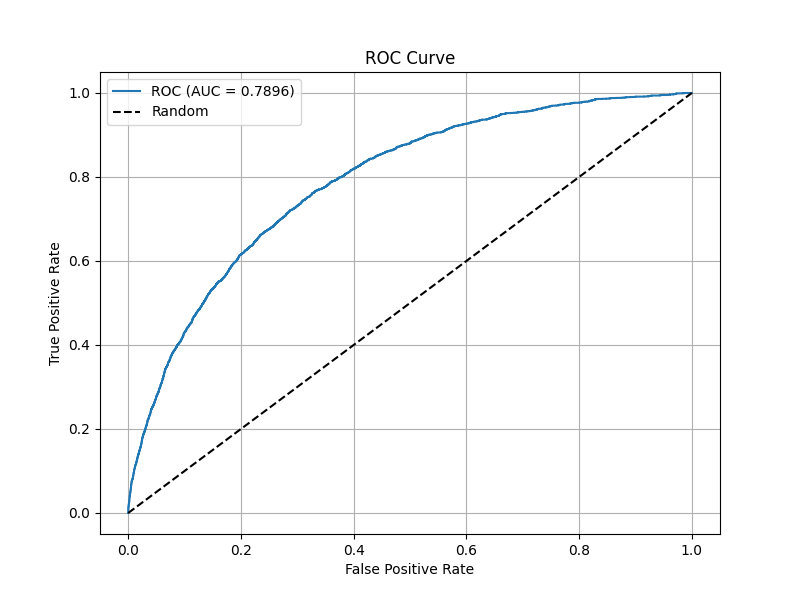 ROC Curve
ROC (AUC = 0.7896)
Random
1.0
0.8
0.6
0.4
0.2
0.0
True Positive Rate
0.0 0.2 0.4 0.6 0.8 1.0
False Positive Rate